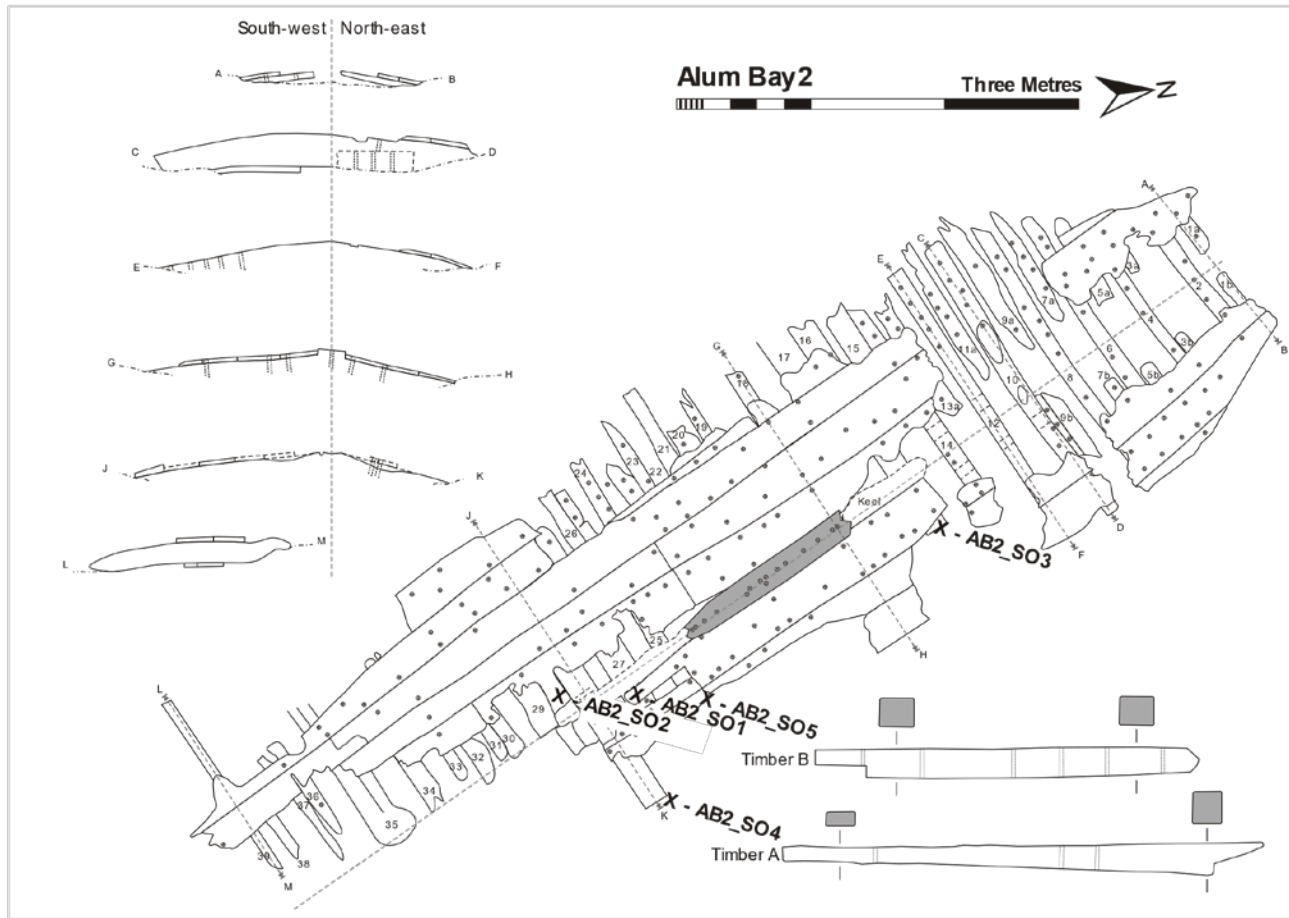 South-west North-east
A B
C D
E F
G H
J K
L M
Alum Bay2 Three Metres
N
A
1a
C
E
3a
2
7a
5a
1b
4
B
9a
6
3b
G
17
16
15
11a
7b
5b
8
10
18
9b
13a
12
20
19
21
14
23
22
D
24
Keel
F
26
X - AB2_SO3
J
25
H
27
L
X - AB2_SO2
X - AB2_SO1
X - AB2_SO5
29
30
31
32
33
34
Timber B
36
37
X - AB2_SO4
K
35
Timber A
39
38
M